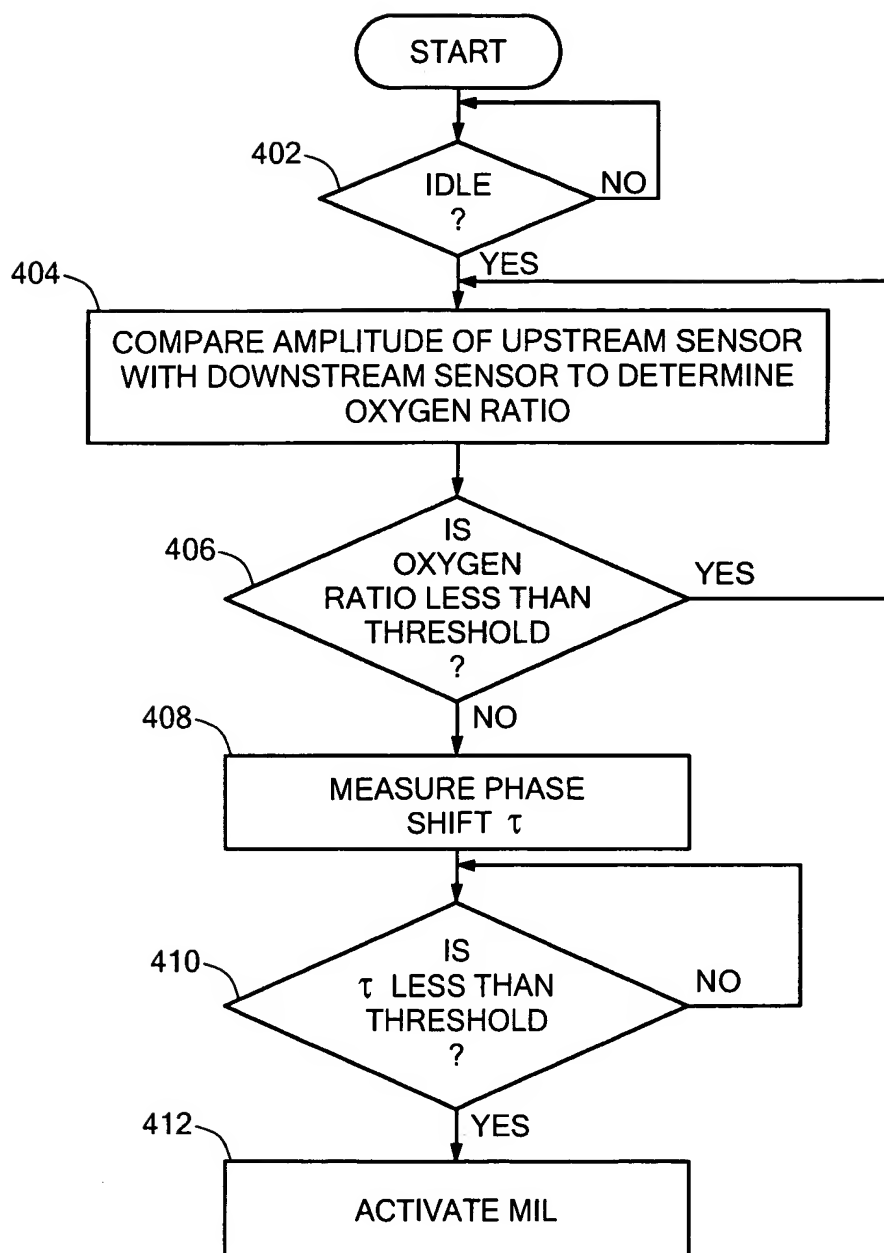 START
402
IDLE
?
NO
YES
404
COMPARE AMPLITUDE OF UPSTREAM SENSOR
WITH DOWNSTREAM SENSOR TO DETERMINE
OXYGEN RATIO
406
IS
OXYGEN
RATIO LESS THAN
THRESHOLD
?
YES
NO
408
MEASURE PHASE
SHIFT τ
410
IS
τ LESS THAN
THRESHOLD
?
NO
YES
412
ACTIVATE MIL